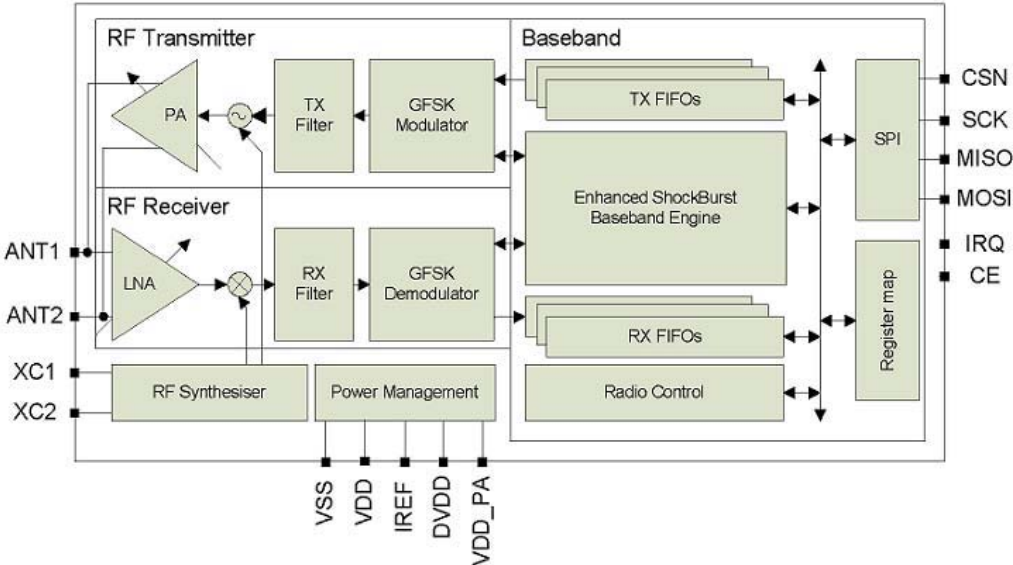 RF Transmitter
Baseband
PA
TX
Filter
GFSK
Modulator
TX FIFOs
SPI
CSN
SCK
MISO
MOSI
Enhanced ShockBurst
Baseband Engine
RF Receiver
ANT1
ANT2
LNA
RX
Filter
GFSK
Demodulator
RX FIFOs
Register map
IRQ
CE
XC1
XC2
RF Synthesiser
Power Management
Radio Control
VSS
VDD
IREF
DVDD
VDD_PA